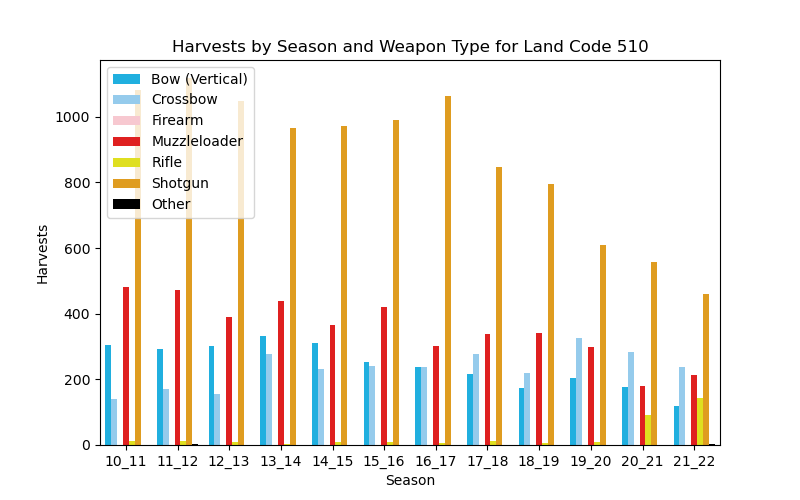 Harvests by Season and Weapon Type for Land Code 510
Bow (Vertical)
Crossbow
Firearm
Muzzleloader
Rifle
Shotgun
Other
1000
800
600
400
200
0
Harvests
10_11 11_12 12_13 13_14 14_15 15_16 16_17 17_18 18_19 19_20 20_21 21_22
Season